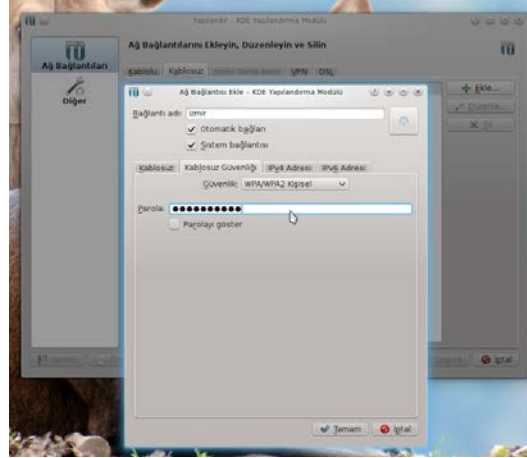 Yapılandır - KDE Yapılandırma Modülü
Ağ Bağlantıları
Diğer
Ağ Bağlantılarını Ekleyin, Düzenleyin ve Silin
Kablolu Kablosuz VPN DSL
Ekle...
Düzenle...
Sil
Ağ Bağlantısı Ekle - KDE Yapılandırma Modülü
Bağlantı adı: umir
Otomatik bağlan
Sistem bağlantısı
Kablosuz Kablosuz Güvenliği IPv4 Adresi IPv6 Adresi
Güvenlik: WPA/WPA2 Kişisel
Parola: ●●●●●●●●●●
Parolayı göster
Tamam İptal
İptal